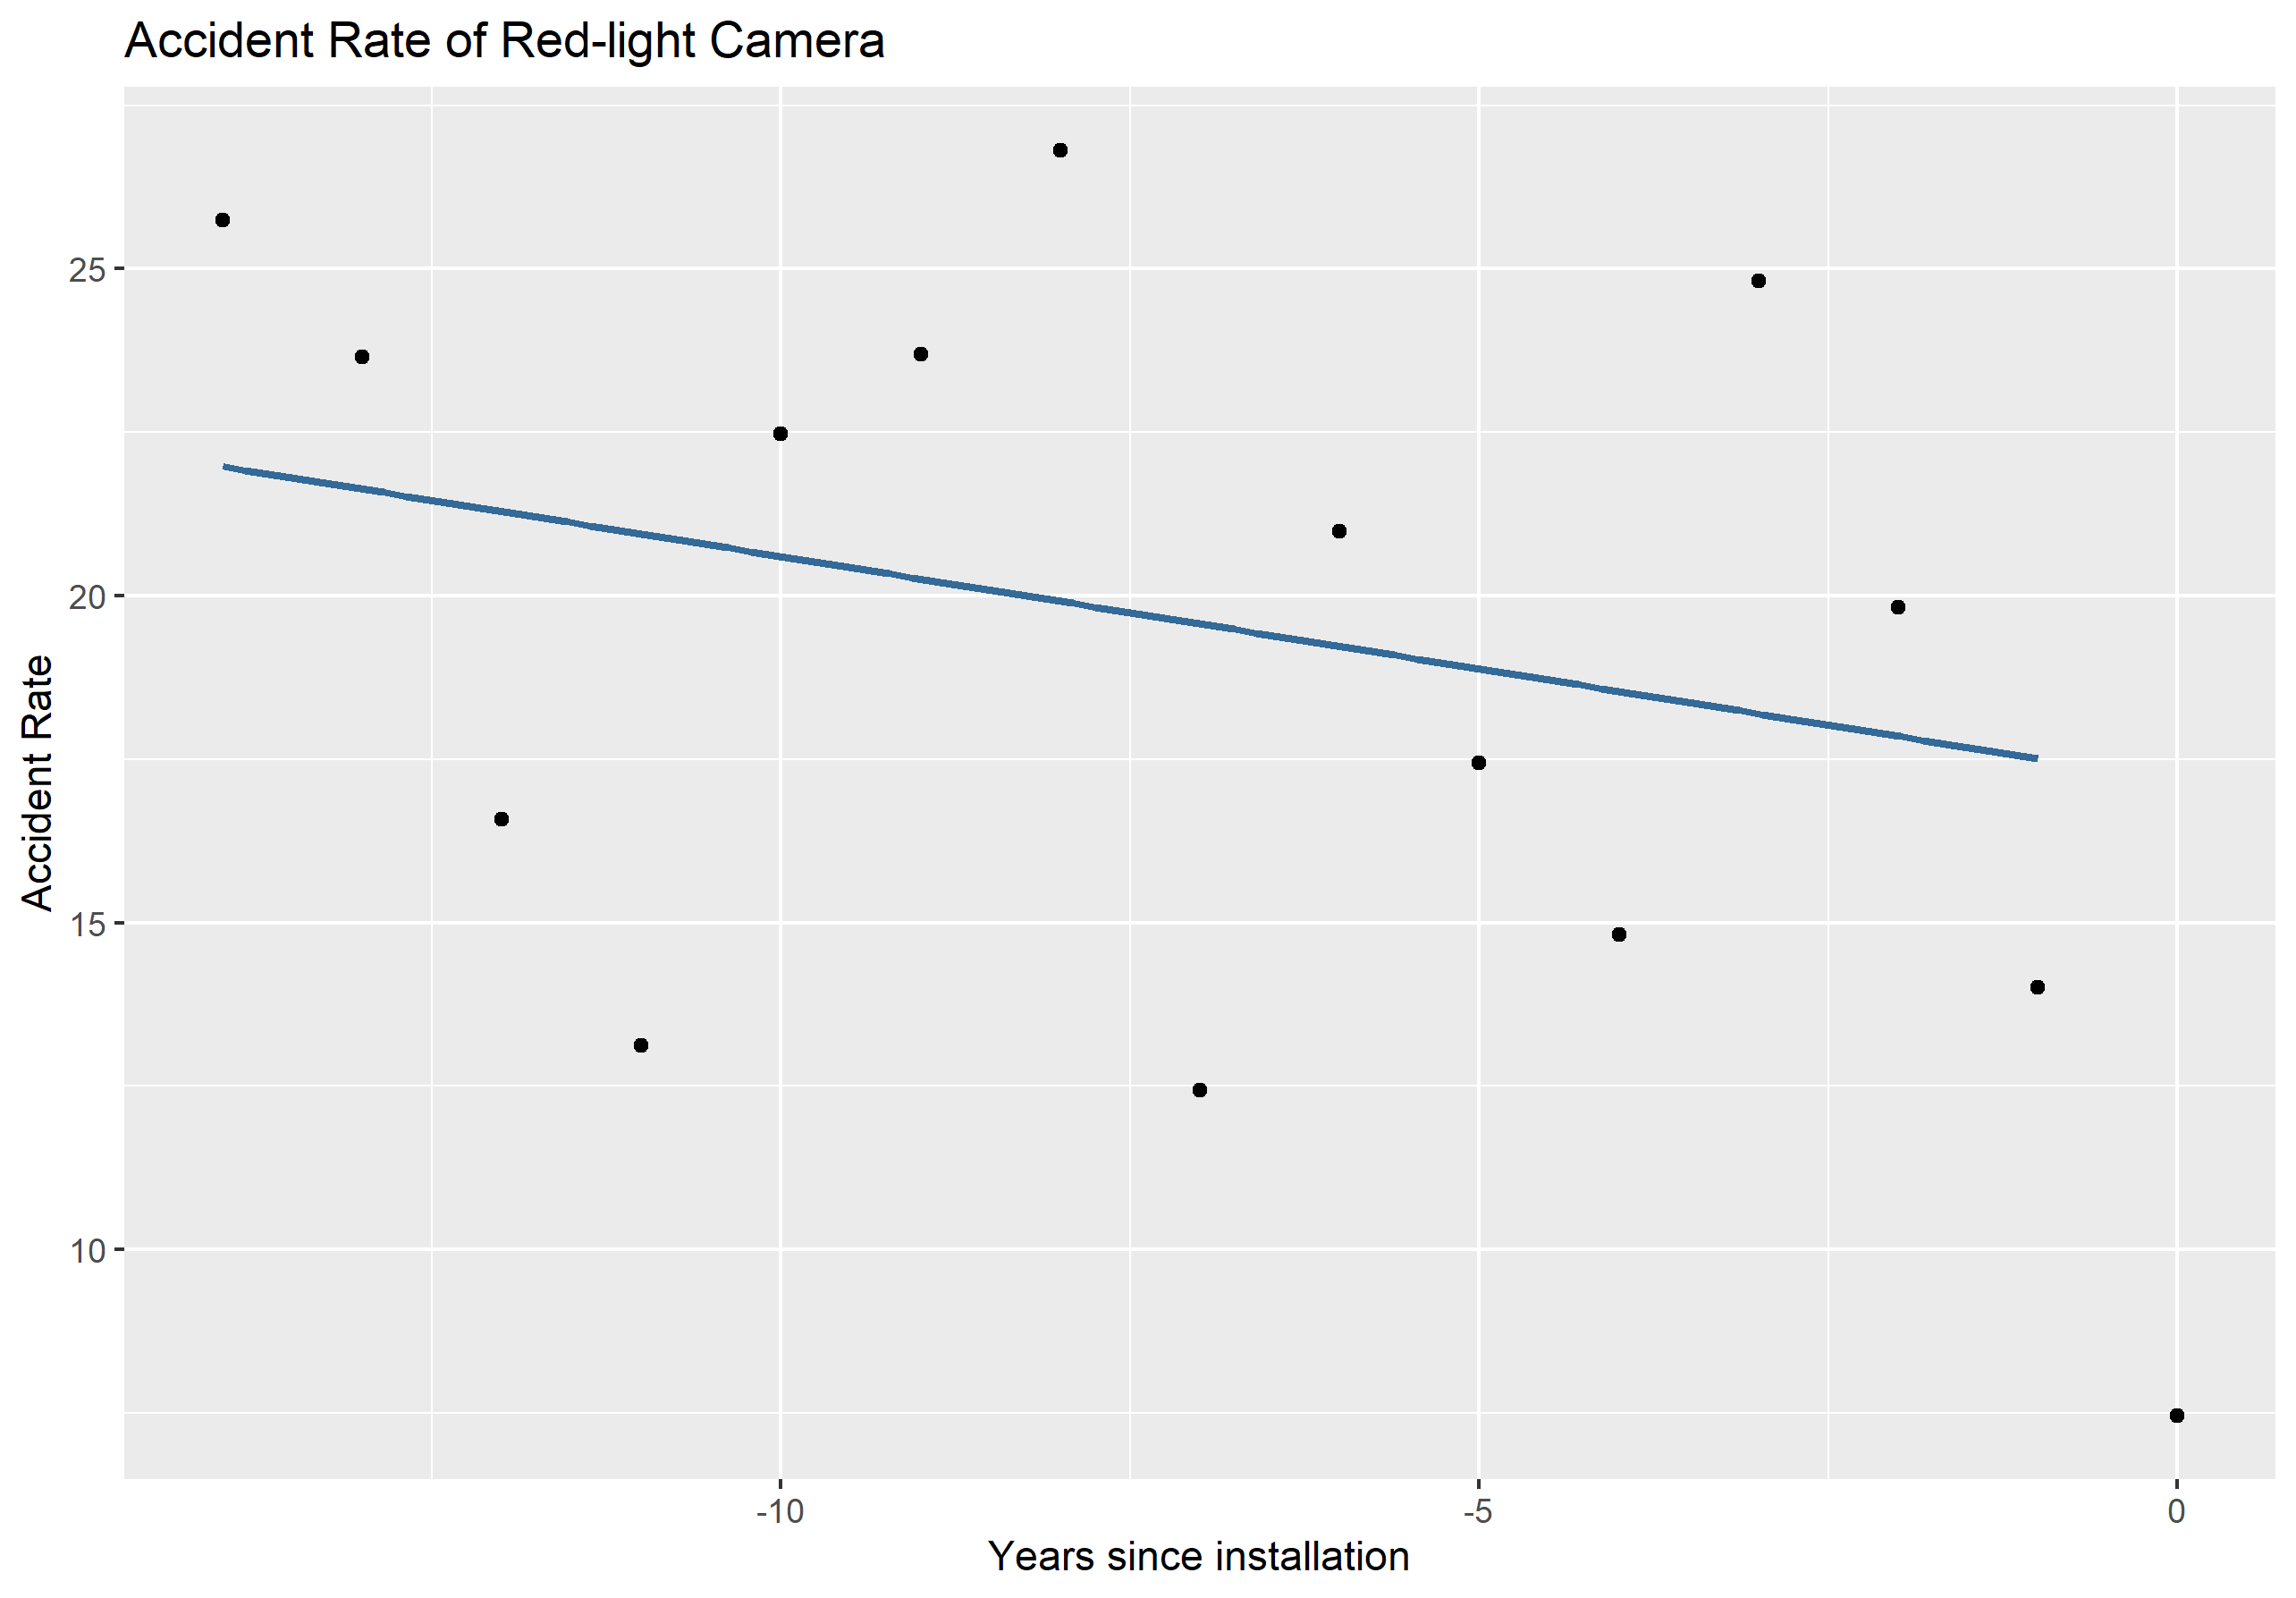 Accident Rate of Red-light Camera
25
20
15
10
Accident Rate
-10
-5
0
Years since installation